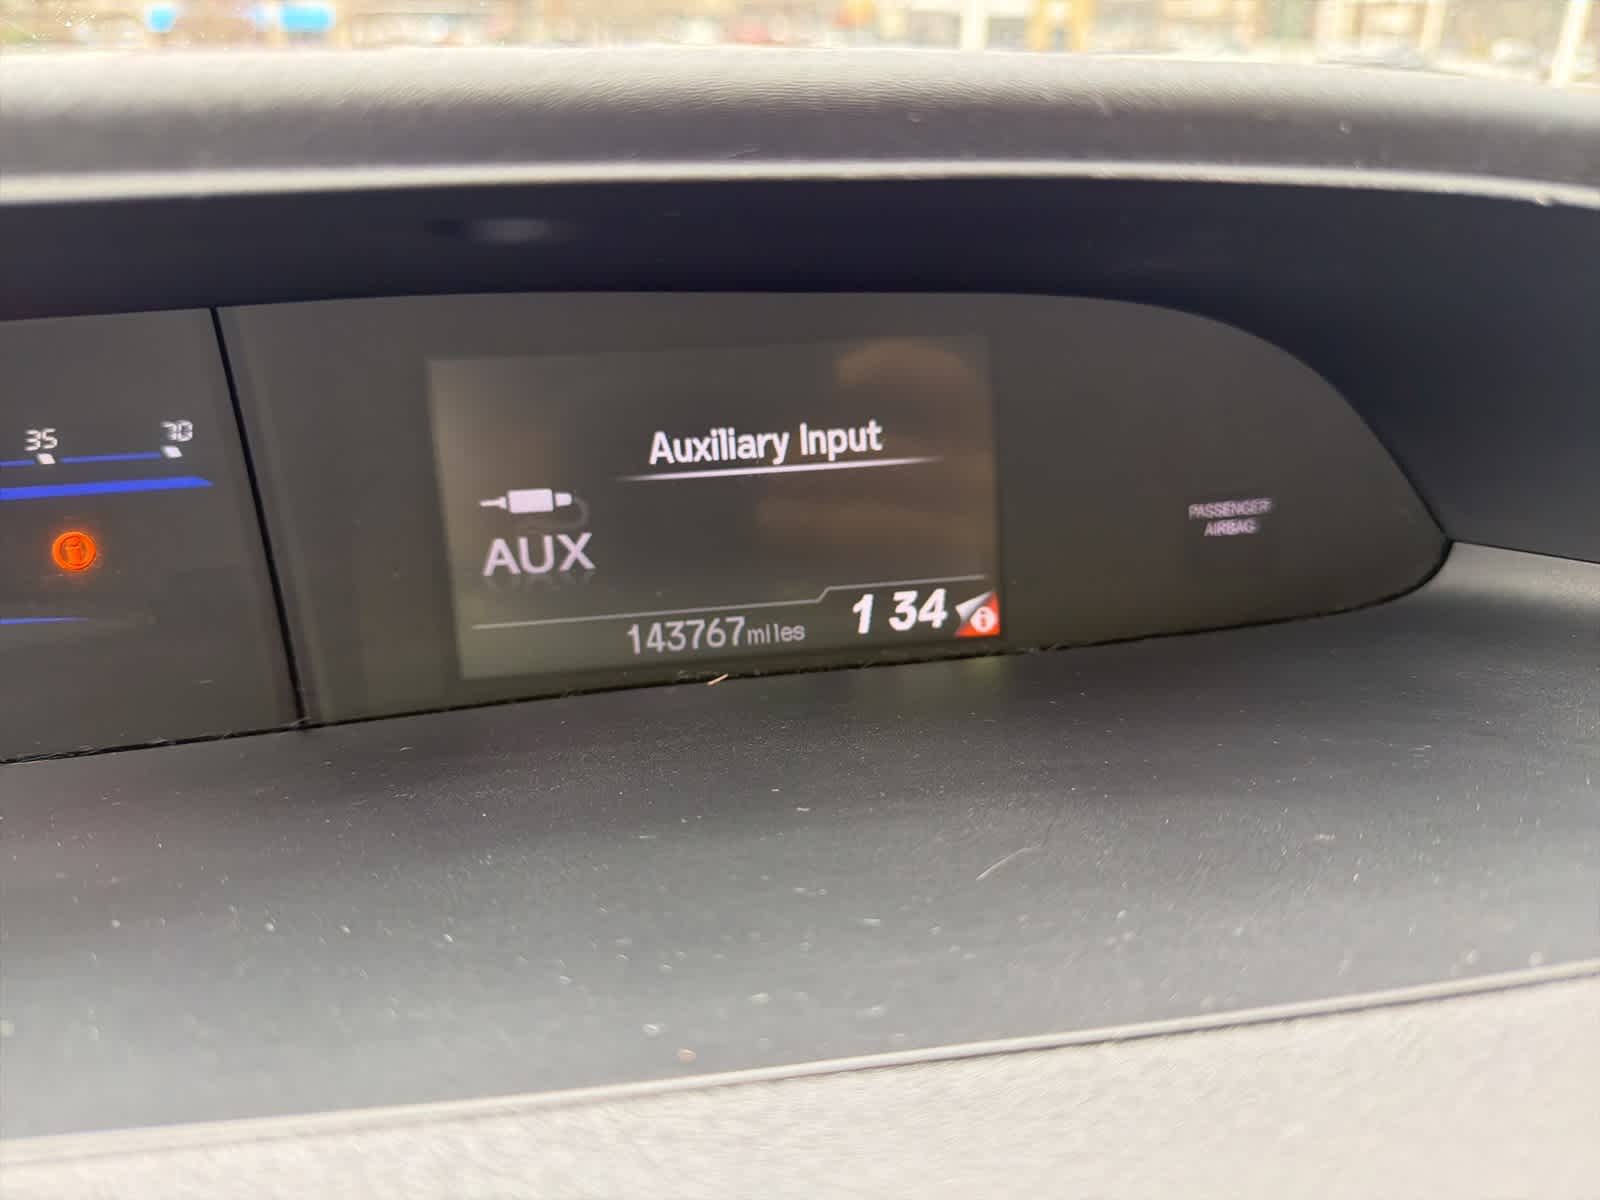 35 70
Auxiliary Input
AUX
143767miles
1 34
i
PASSENGER
AIRBAG